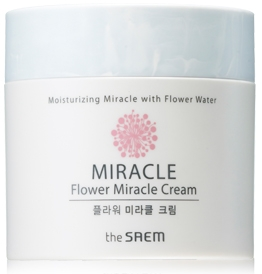 Moisturizing Miracle with Flower Water
MIRACLE
Flower Miracle Cream
플라워 미라클 크림
the SAEM